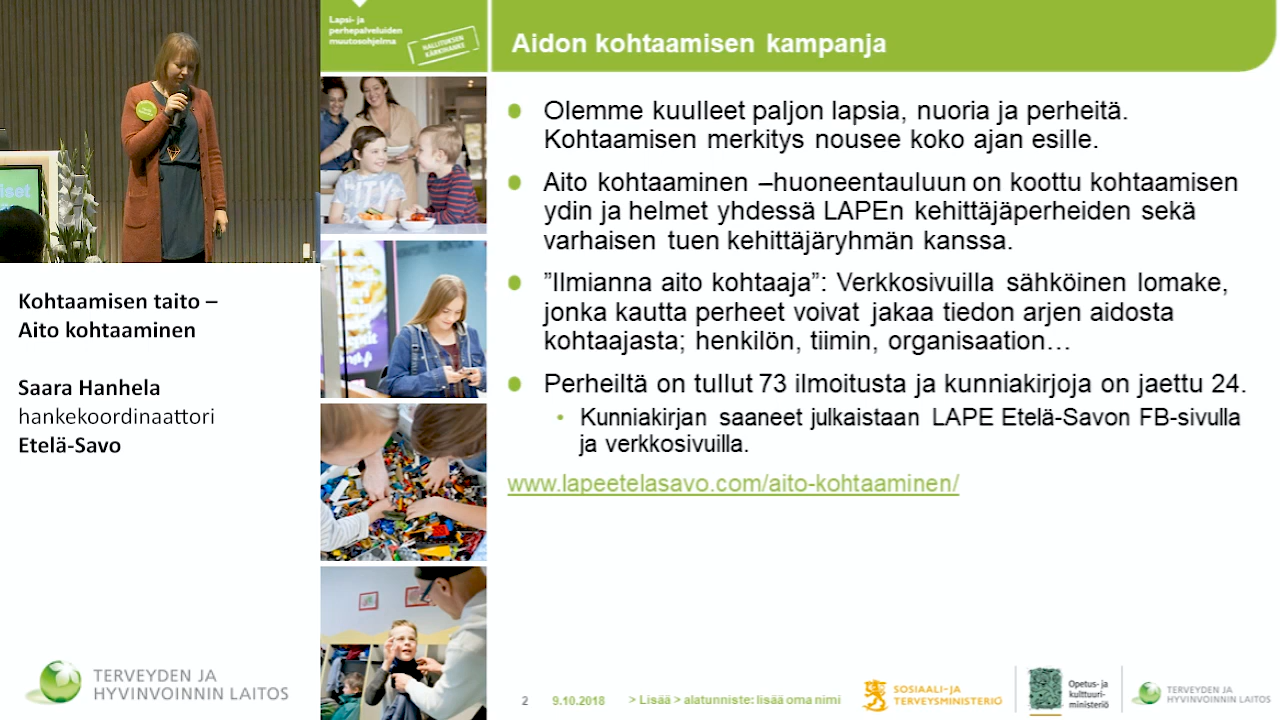 Lapsi- ja
perhepalveluiden
muutosohjelma
HALLITUKSEN
KÄRKIHANKE
Aidon kohtaamisen kampanja
Olemme kuulleet paljon lapsia, nuoria ja perheitä.
Kohtaamisen merkitys nousee koko ajan esille.
Aito kohtaaminen –huoneentauluun on koottu kohtaamisen
ydin ja helmet yhdessä LAPEn kehittäjäperheiden sekä
varhaisen tuen kehittäjäryhmän kanssa.
”Ilmianna aito kohtaaja”: Verkkosivuilla sähköinen lomake,
jonka kautta perheet voivat jakaa tiedon arjen aidosta
kohtaajasta; henkilön, tiimin, organisaation…
Perheiltä on tullut 73 ilmoitusta ja kunniakirjoja on jaettu 24.
Kunniakirjan saaneet julkaistaan LAPE Etelä-Savon FB-sivulla
ja verkkosivuilla.
www.lapeetelasavo.com/aito-kohtaaminen/
Kohtaamisen taito –
Aito kohtaaminen
Saara Hanhela
hankekoordinaattori
Etelä-Savo
TERVEYDEN JA
HYVINVOINNIN LAITOS
2 9.10.2018 > Lisää > alatunniste: lisää oma nimi
SOSIAALI- JA
TERVEYSMINISTERIÖ
Opetus- ja
kulttuuri-
ministeriö
TERVEYDEN JA
HYVINVOINNIN LAITOS